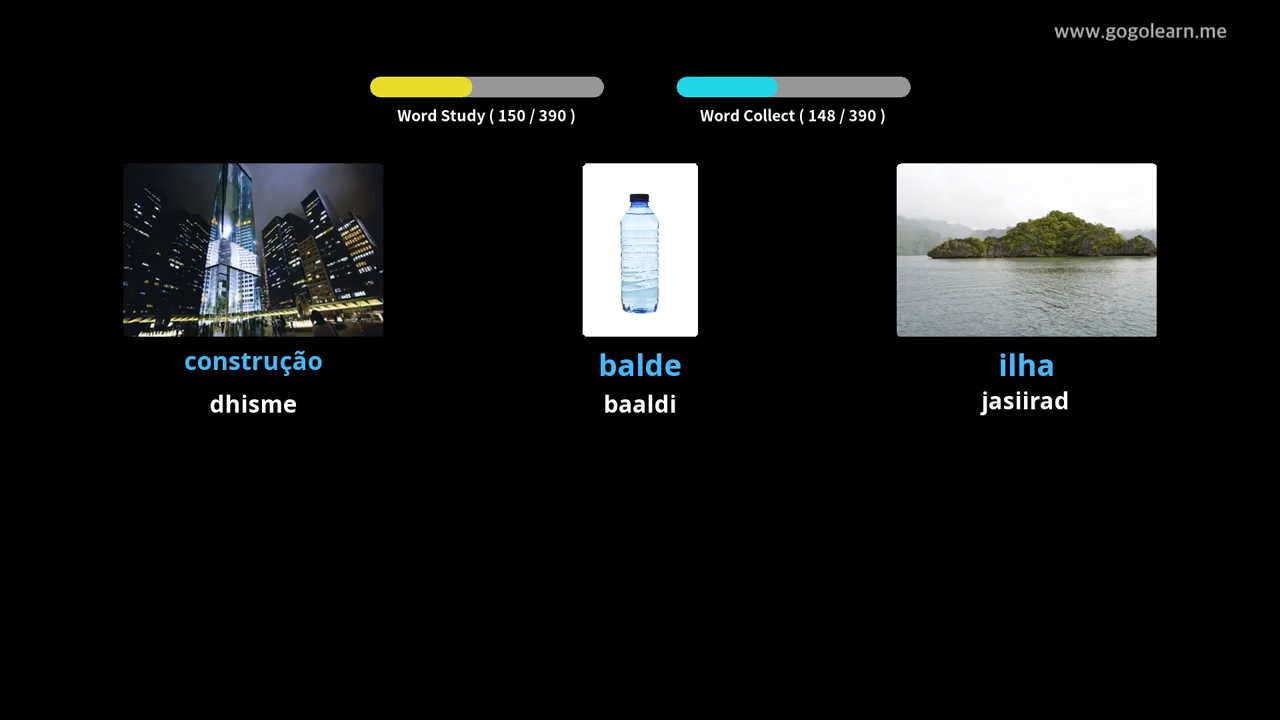 www.gogolearn.me
Word Study ( 150 / 390 )
Word Collect ( 148 / 390 )
construção
balde
ilha
dhisme
baaldi
jasiirad